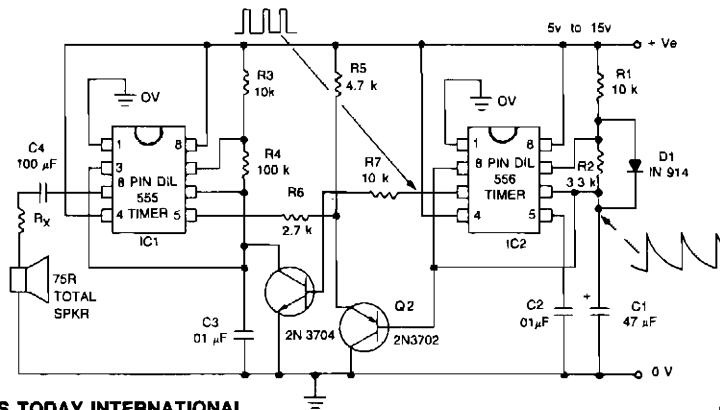 5v to 15v
+ Ve
R3
10k
R5
4.7 k
R1
10 k
0V
0V
C4
100 µF
1
8
3
8 PIN DIL
555
TIMER
4
5
IC1
R4
100 k
R7
10 k
R6
2.7 k
1
8
8 PIN DIL
556
TIMER
4
5
IC2
R2
3.3 k
D1
IN 914
Rx
75R
TOTAL
SPKR
C3
01 µF
2N 3704
Q2
2N3702
C2
01µF
+
C1
47 µF
0 V
S TODAY INTERNATIONAL